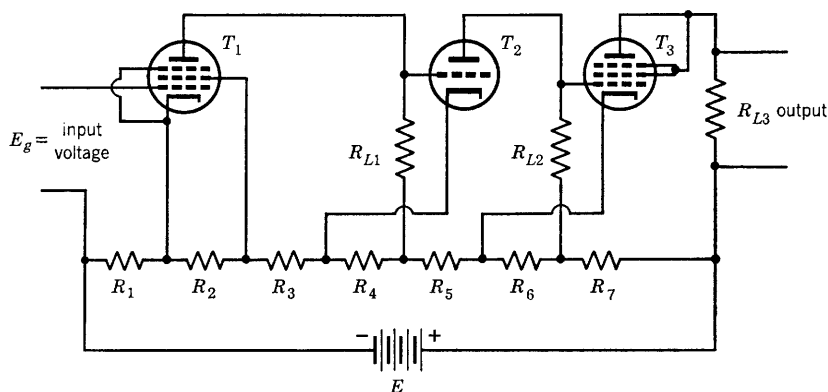 T1
T2
T3
Eg = input voltage
RL1
RL2
RL3 output
R1
R2
R3
R4
R5
R6
R7
-
+
E